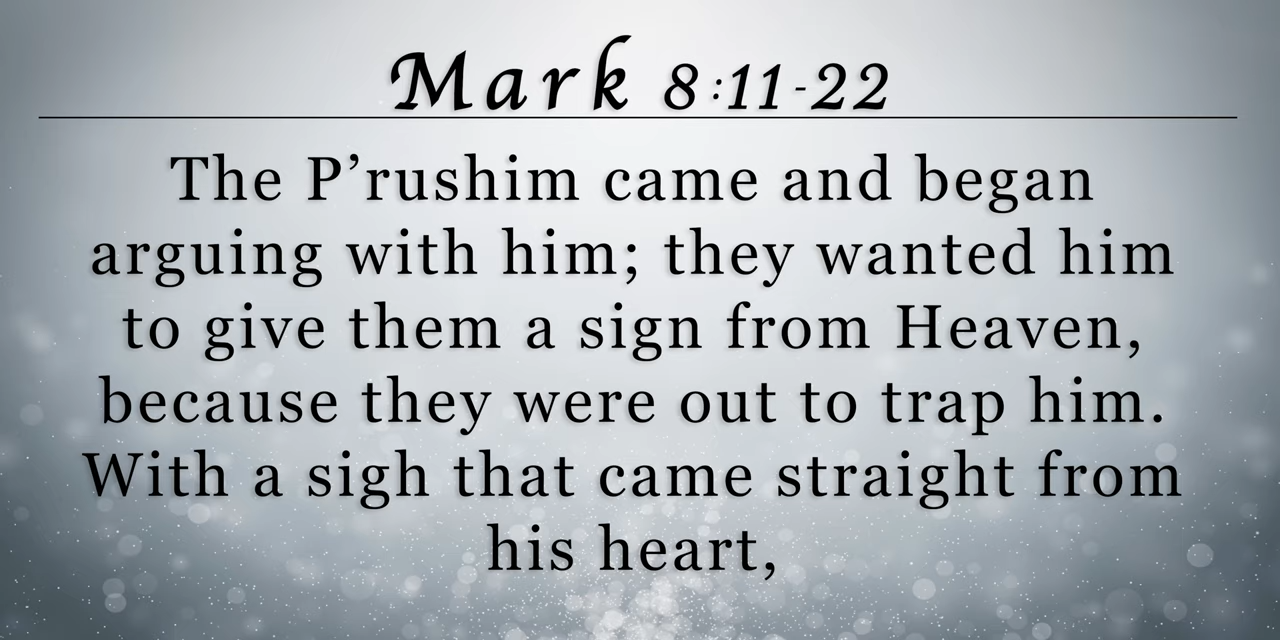 Mark 8:11-22
The P’rushim came and began
arguing with him; they wanted him
to give them a sign from Heaven,
because they were out to trap him.
With a sigh that came straight from
his heart,